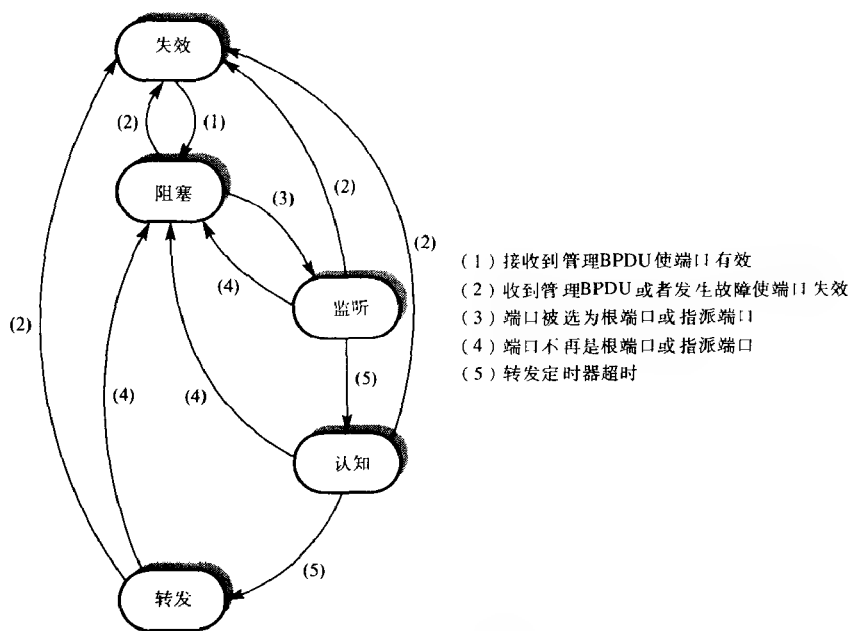 失效
(2)
(1)
阻塞
(3)
(2)
(2)
(4)
监听
(2)
(5)
(4)
(4)
认知
(5)
转发
(1)接收到管理BPDU使端口有效
(2)收到管理BPDU或者发生故障使端口失效
(3)端口被选为根端口或指派端口
(4)端口不再是根端口或指派端口
(5)转发定时器超时